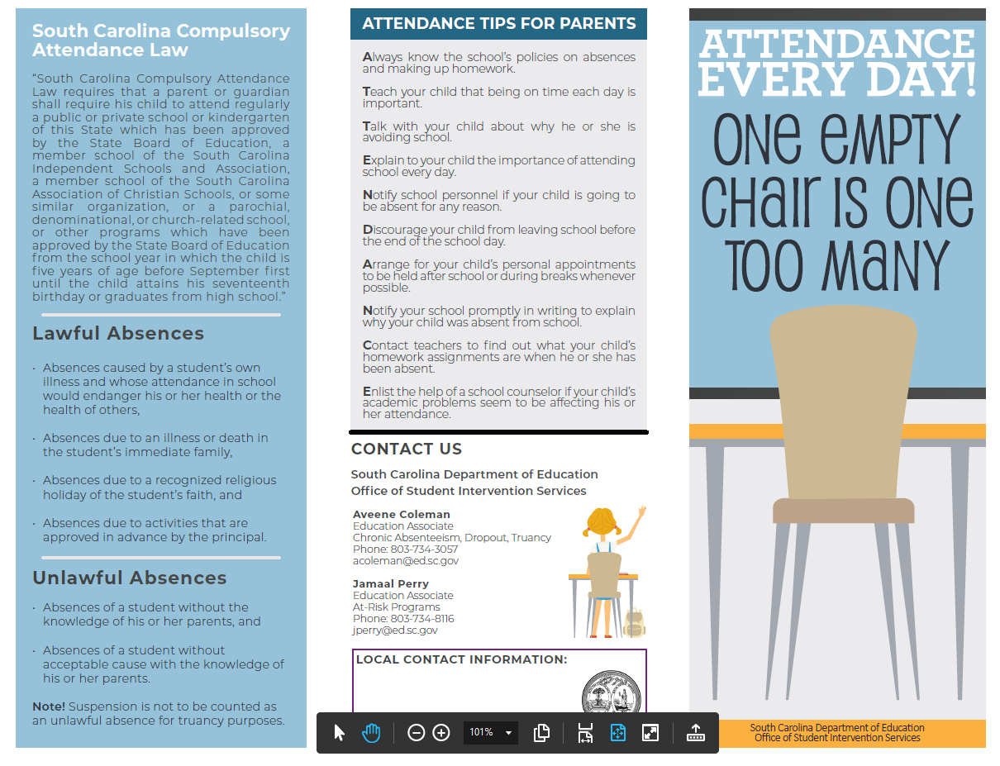 South Carolina Compulsory
Attendance Law
“South Carolina Compulsory Attendance
Law requires that a parent or guardian
shall require his child to attend regularly
a public or private school or kindergarten
of this State which has been approved
by the State Board of Education, a
member school of the South Carolina
Independent Schools and Association,
a member school of the South Carolina
Association of Christian Schools, or some
similar organization, or a parochial,
denominational, or church-related school,
or other programs which have been
approved by the State Board of Education
from the school year in which the child is
five years of age before September first
until the child attains his seventeenth
birthday or graduates from high school.”
Lawful Absences
· Absences caused by a student’s own
illness and whose attendance in school
would endanger his or her health or the
health of others,
· Absences due to an illness or death in
the student’s immediate family,
· Absences due to a recognized religious
holiday of the student’s faith, and
· Absences due to activities that are
approved in advance by the principal.
Unlawful Absences
· Absences of a student without the
knowledge of his or her parents, and
· Absences of a student without
acceptable cause with the knowledge of
his or her parents.
Note! Suspension is not to be counted as
an unlawful absence for truancy purposes.
ATTENDANCE TIPS FOR PARENTS
Always know the school’s policies on absences
and making up homework.
Teach your child that being on time each day is
important.
Talk with your child about why he or she is
avoiding school.
Explain to your child the importance of attending
school every day.
Notify school personnel if your child is going to
be absent for any reason.
Discourage your child from leaving school before
the end of the school day.
Arrange for your child’s personal appointments
to be held after school or during breaks whenever
possible.
Notify your school promptly in writing to explain
why your child was absent from school.
Contact teachers to find out what your child’s
homework assignments are when he or she has
been absent.
Enlist the help of a school counselor if your child’s
academic problems seem to be affecting his or
her attendance.
CONTACT US
South Carolina Department of Education
Office of Student Intervention Services
Aveene Coleman
Education Associate
Chronic Absenteeism, Dropout, Truancy
Phone: 803-734-3057
acoleman@ed.sc.gov
Jamaal Perry
Education Associate
At-Risk Programs
Phone: 803-734-8116
jperry@ed.sc.gov
LOCAL CONTACT INFORMATION:
101%
ATTENDANCE
EVERY DAY!
ONE EMPTY
CHAIR IS ONE
TOO MANY
South Carolina Department of Education
Office of Student Intervention Services